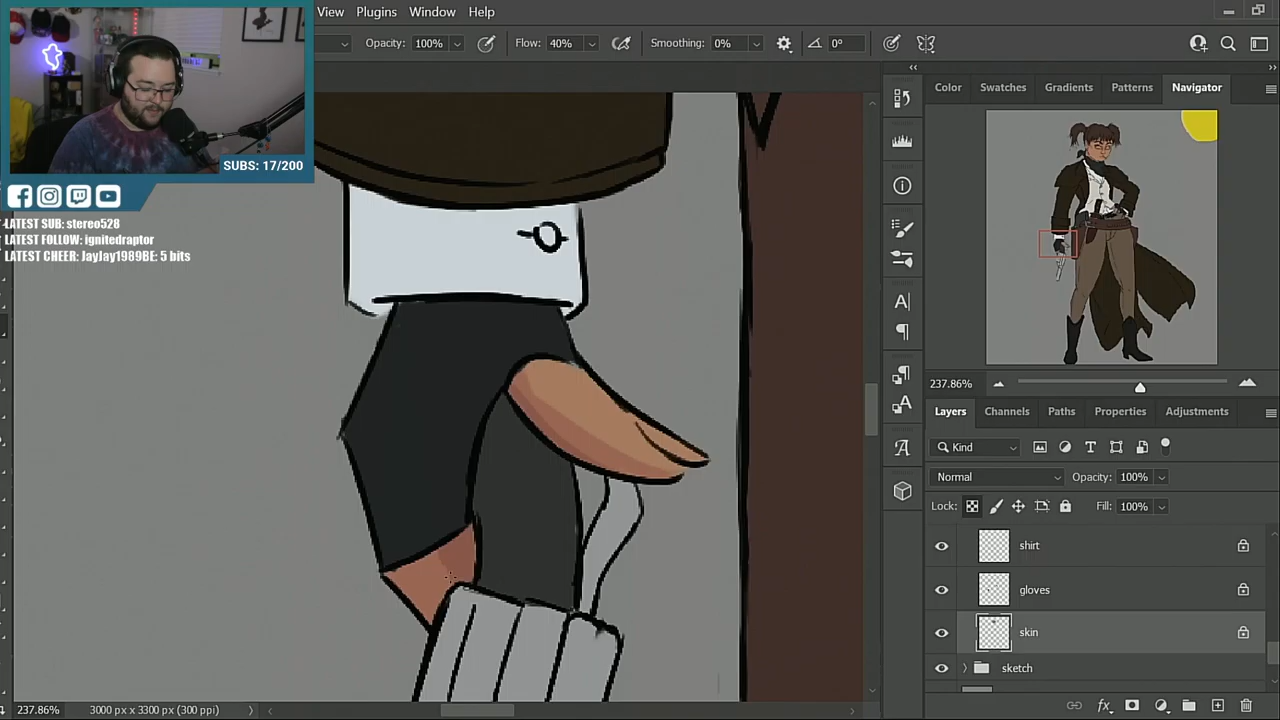 View Plugins Window Help
Opacity: 100% Flow: 40% Smoothing: 0% 0°
SUBS: 17/200
LATEST SUB: stereo528
LATEST FOLLOW: ignitedraptor
LATEST CHEER: JayJay1989BE: 5 bits
Color Swatches Gradients Patterns Navigator
237.86%
Layers Channels Paths Properties Adjustments
Kind
Normal Opacity: 100%
Lock: Fill: 100%
shirt
gloves
skin
sketch
237.86% 3000 px x 3300 px (300 ppi)